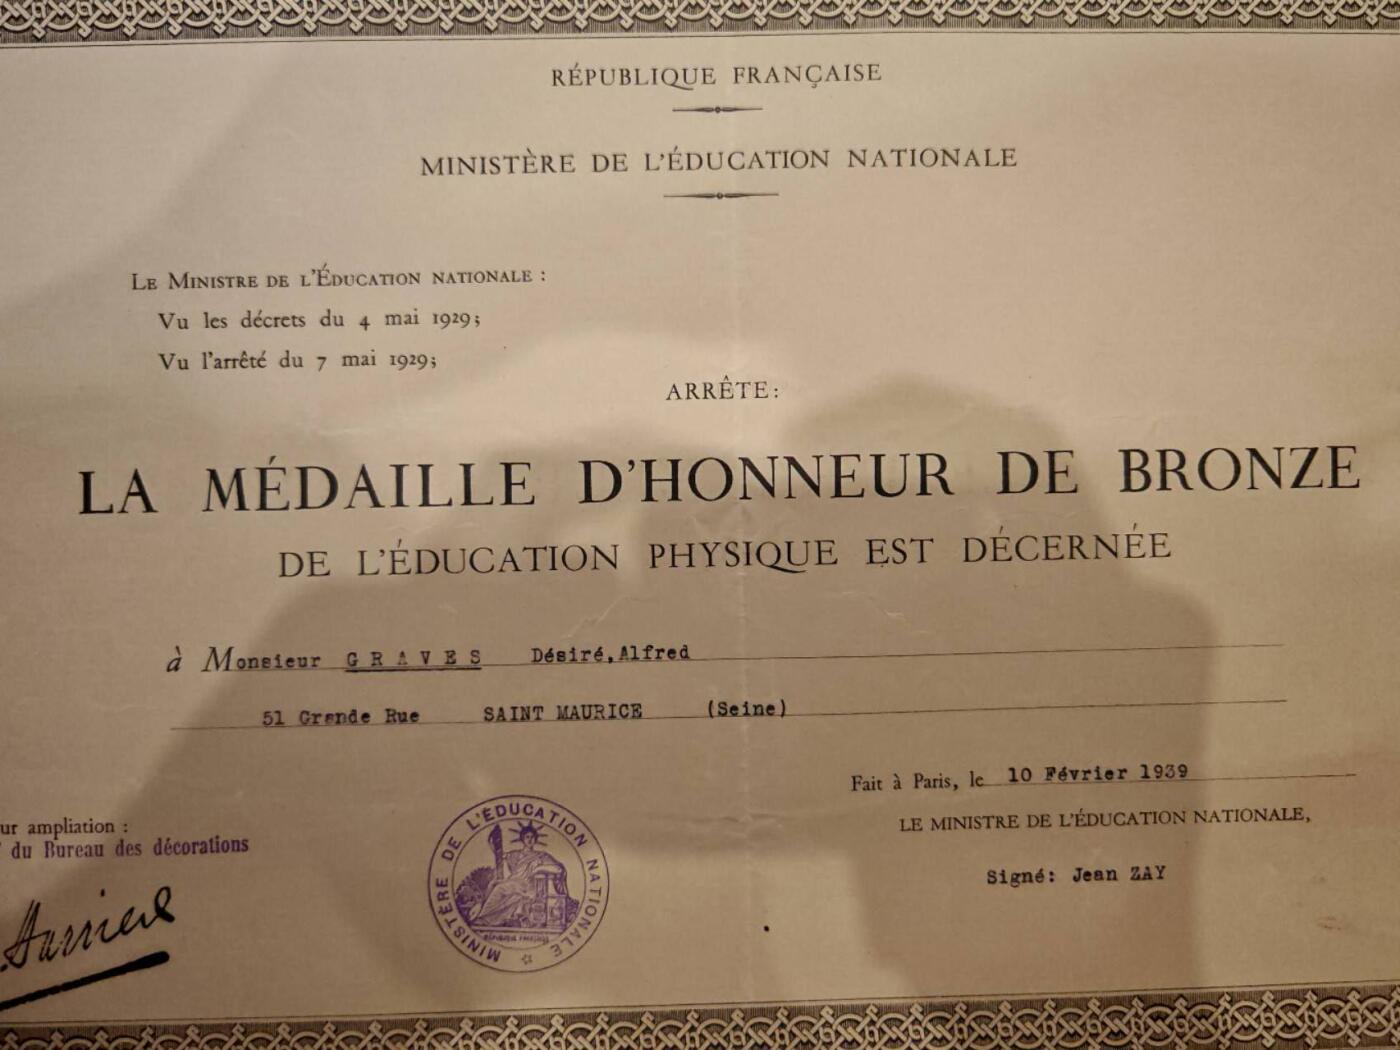 RÉPUBLIQUE FRANÇAISE
MINISTÈRE DE L'ÉDUCATION NATIONALE
LE MINISTRE DE L'ÉDUCATION NATIONALE :
Vu les décrets du 4 mai 1929;
Vu l'arrêté du 7 mai 1929;
ARRÊTE:
LA MÉDAILLE D'HONNEUR DE BRONZE
DE L'ÉDUCATION PHYSIQUE EST DÉCERNÉE
à Monsieur GRAVES Désiré,Alfred
51 Grande Rue SAINT MAURICE (Seine)
Fait à Paris, le 10 Février 1939
LE MINISTRE DE L'ÉDUCATION NATIONALE,
Signé: Jean ZAY
ur ampliation :
du Bureau des décorations
MINISTÈRE DE L'ÉDUCATION NATIONALE
RÉPUBLIQUE FRANÇAISE